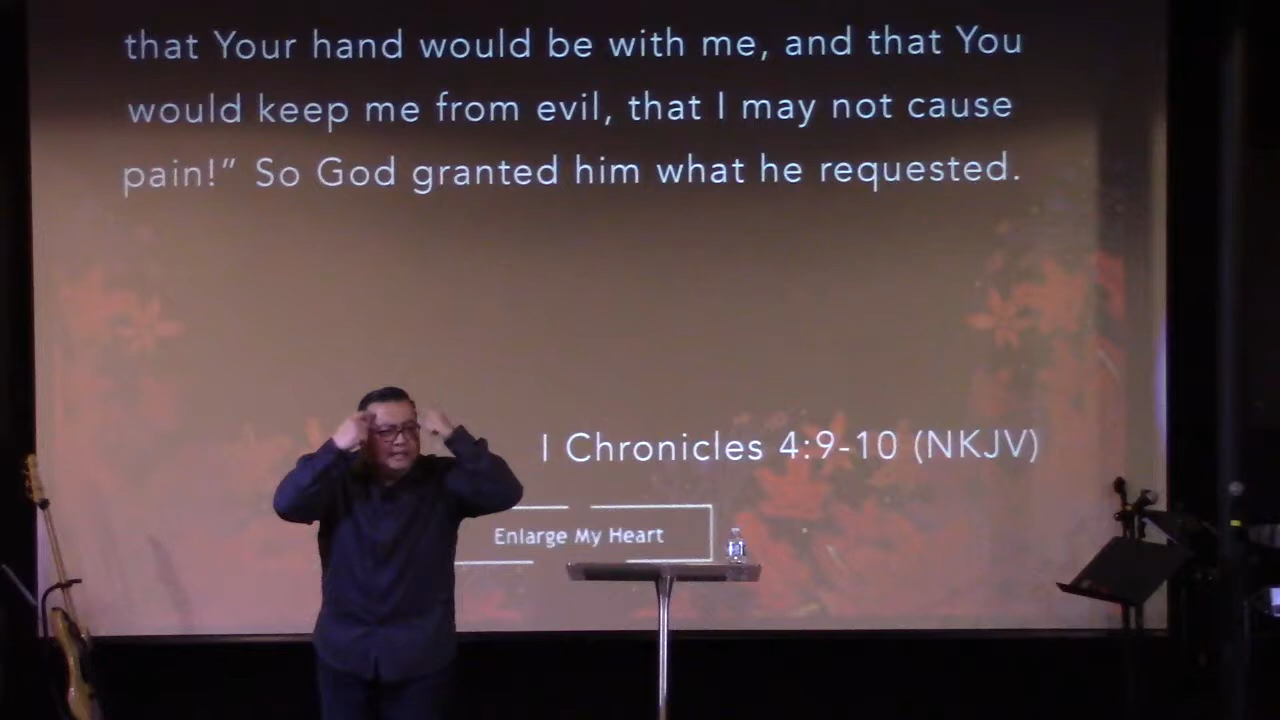 that Your hand would be with me, and that You
would keep me from evil, that I may not cause
pain!” So God granted him what he requested.
I Chronicles 4:9-10 (NKJV)
Enlarge My Heart